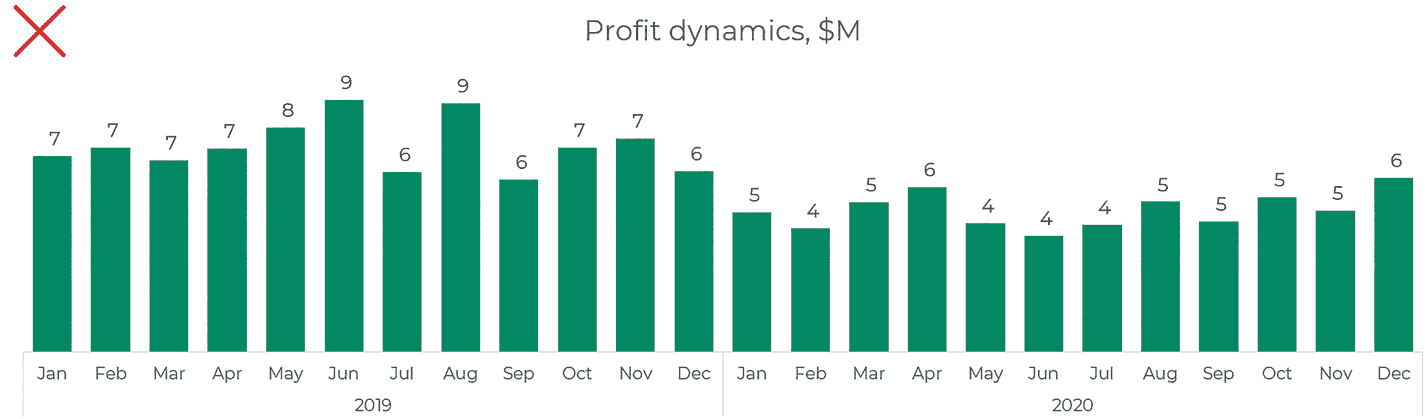 Profit dynamics, $M
7 7 7 7 8 9 6 9 6 7 7 6 5 4 5 6 4 4 4 5 5 5 5 6
Jan Feb Mar Apr May Jun Jul Aug Sep Oct Nov Dec Jan Feb Mar Apr May Jun Jul Aug Sep Oct Nov Dec
2019 2020